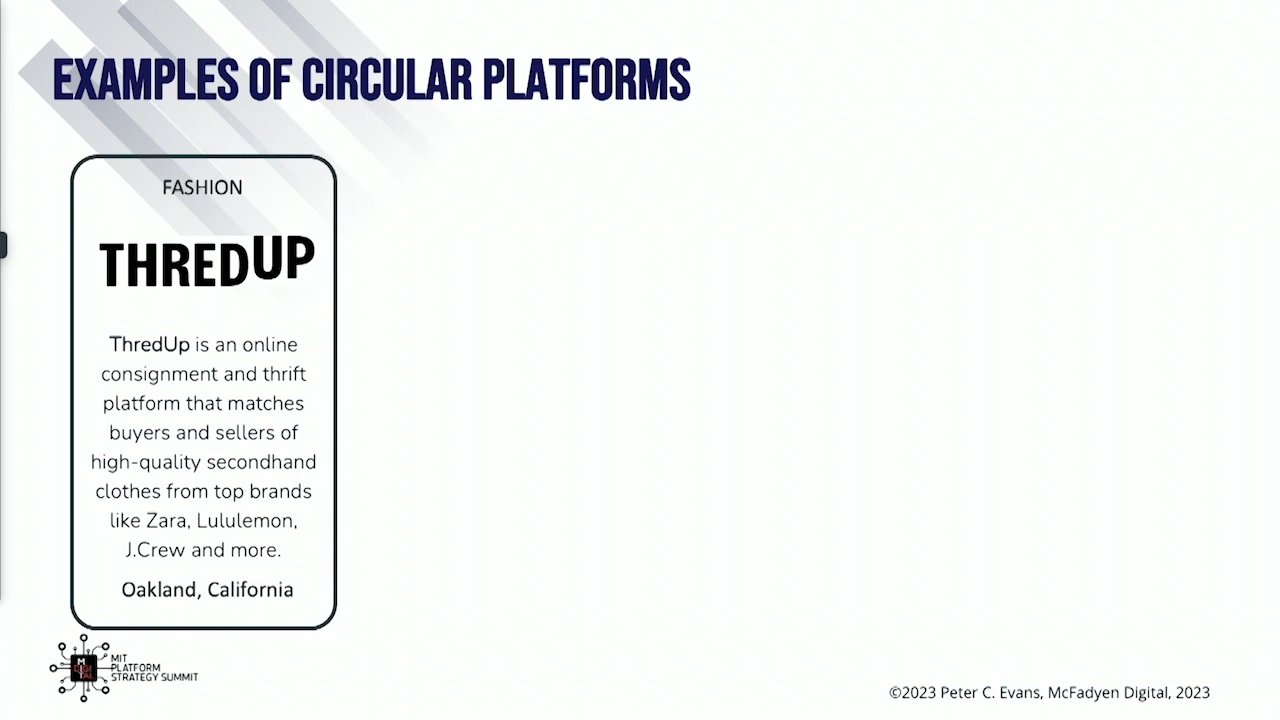 EXAMPLES OF CIRCULAR PLATFORMS
FASHION
THREDUP
ThredUp is an online
consignment and thrift
platform that matches
buyers and sellers of
high-quality secondhand
clothes from top brands
like Zara, Lululemon,
J.Crew and more.
Oakland, California
MIT
DIGITAL
MIT
PLATFORM
STRATEGY SUMMIT
©2023 Peter C. Evans, McFadyen Digital, 2023